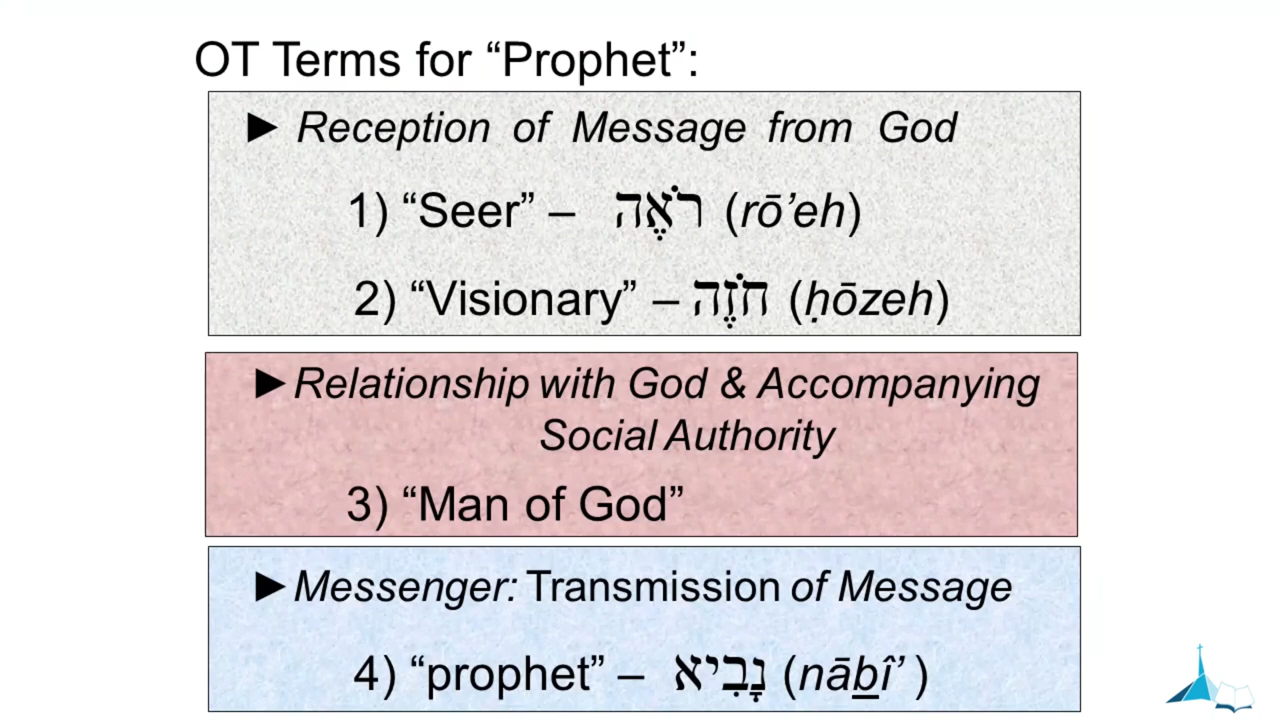 OT Terms for “Prophet”:
► Reception of Message from God
1) “Seer” – רֹאֶה (rō’eh)
2) “Visionary” – חֹזֶה (ḥōzeh)
►Relationship with God & Accompanying
Social Authority
3) “Man of God”
►Messenger: Transmission of Message
4) “prophet” – נָבִיא (nāḇî’ )